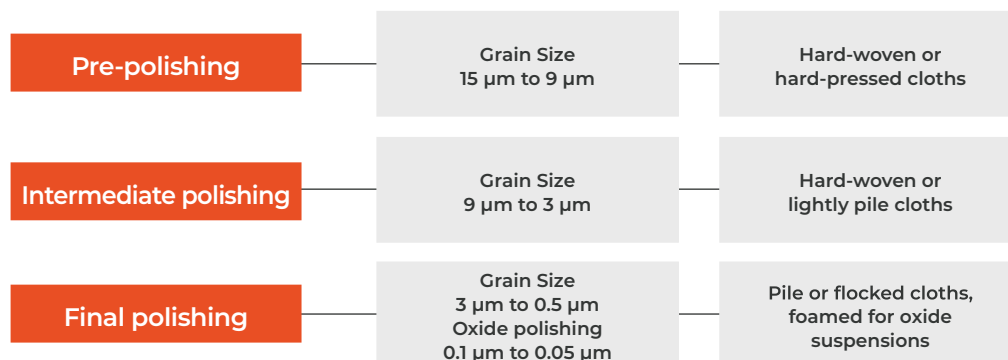 Pre-polishing
Grain Size
15 µm to 9 µm
Hard-woven or
hard-pressed cloths
Intermediate polishing
Grain Size
9 µm to 3 µm
Hard-woven or
lightly pile cloths
Final polishing
Grain Size
3 µm to 0.5 µm
Oxide polishing
0.1 µm to 0.05 µm
Pile or flocked cloths,
foamed for oxide
suspensions